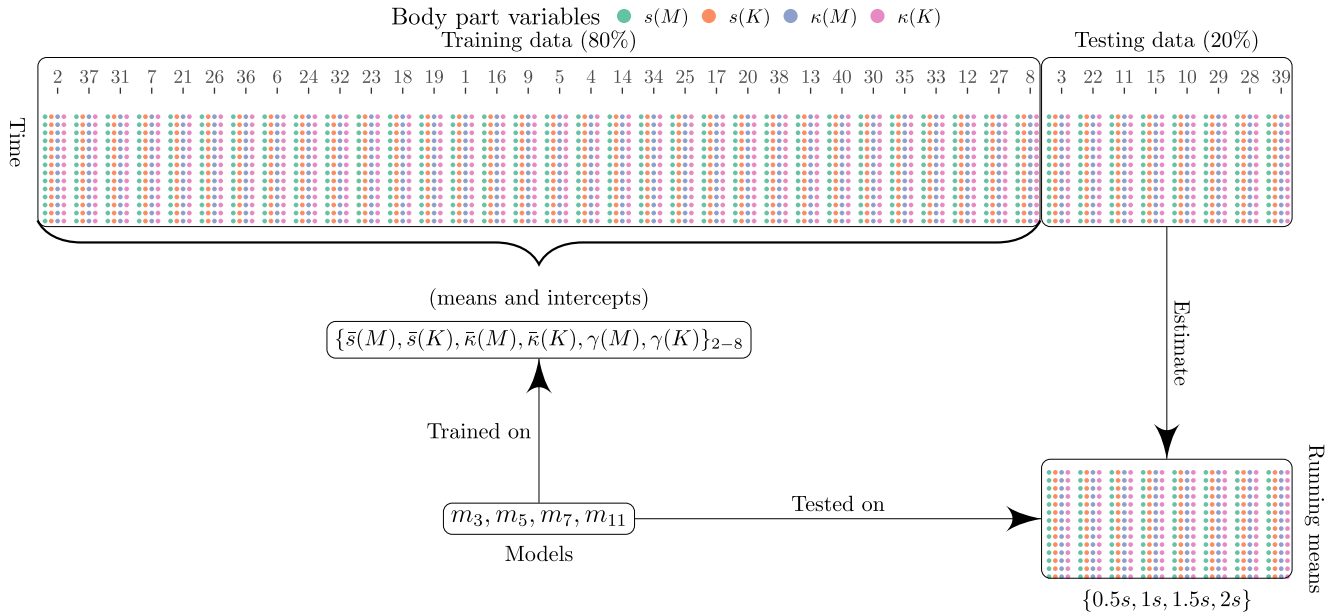 Body part variables s(M) s(K) κ(M) κ(K)
Training data (80%) Testing data (20%)
2 37 31 7 21 26 36 6 24 32 23 18 19 1 16 9 5 4 14 34 25 17 20 38 13 40 30 35 33 12 27 8 3 22 11 15 10 29 28 39
Time
(means and intercepts)
{s̄(M), s̄(K), κ̄(M), κ̄(K), γ(M), γ(K)}₂₋₈
Estimate
Trained on
m₃, m₅, m₇, m₁₁
Models
Tested on
Running means
{0.5s, 1s, 1.5s, 2s}